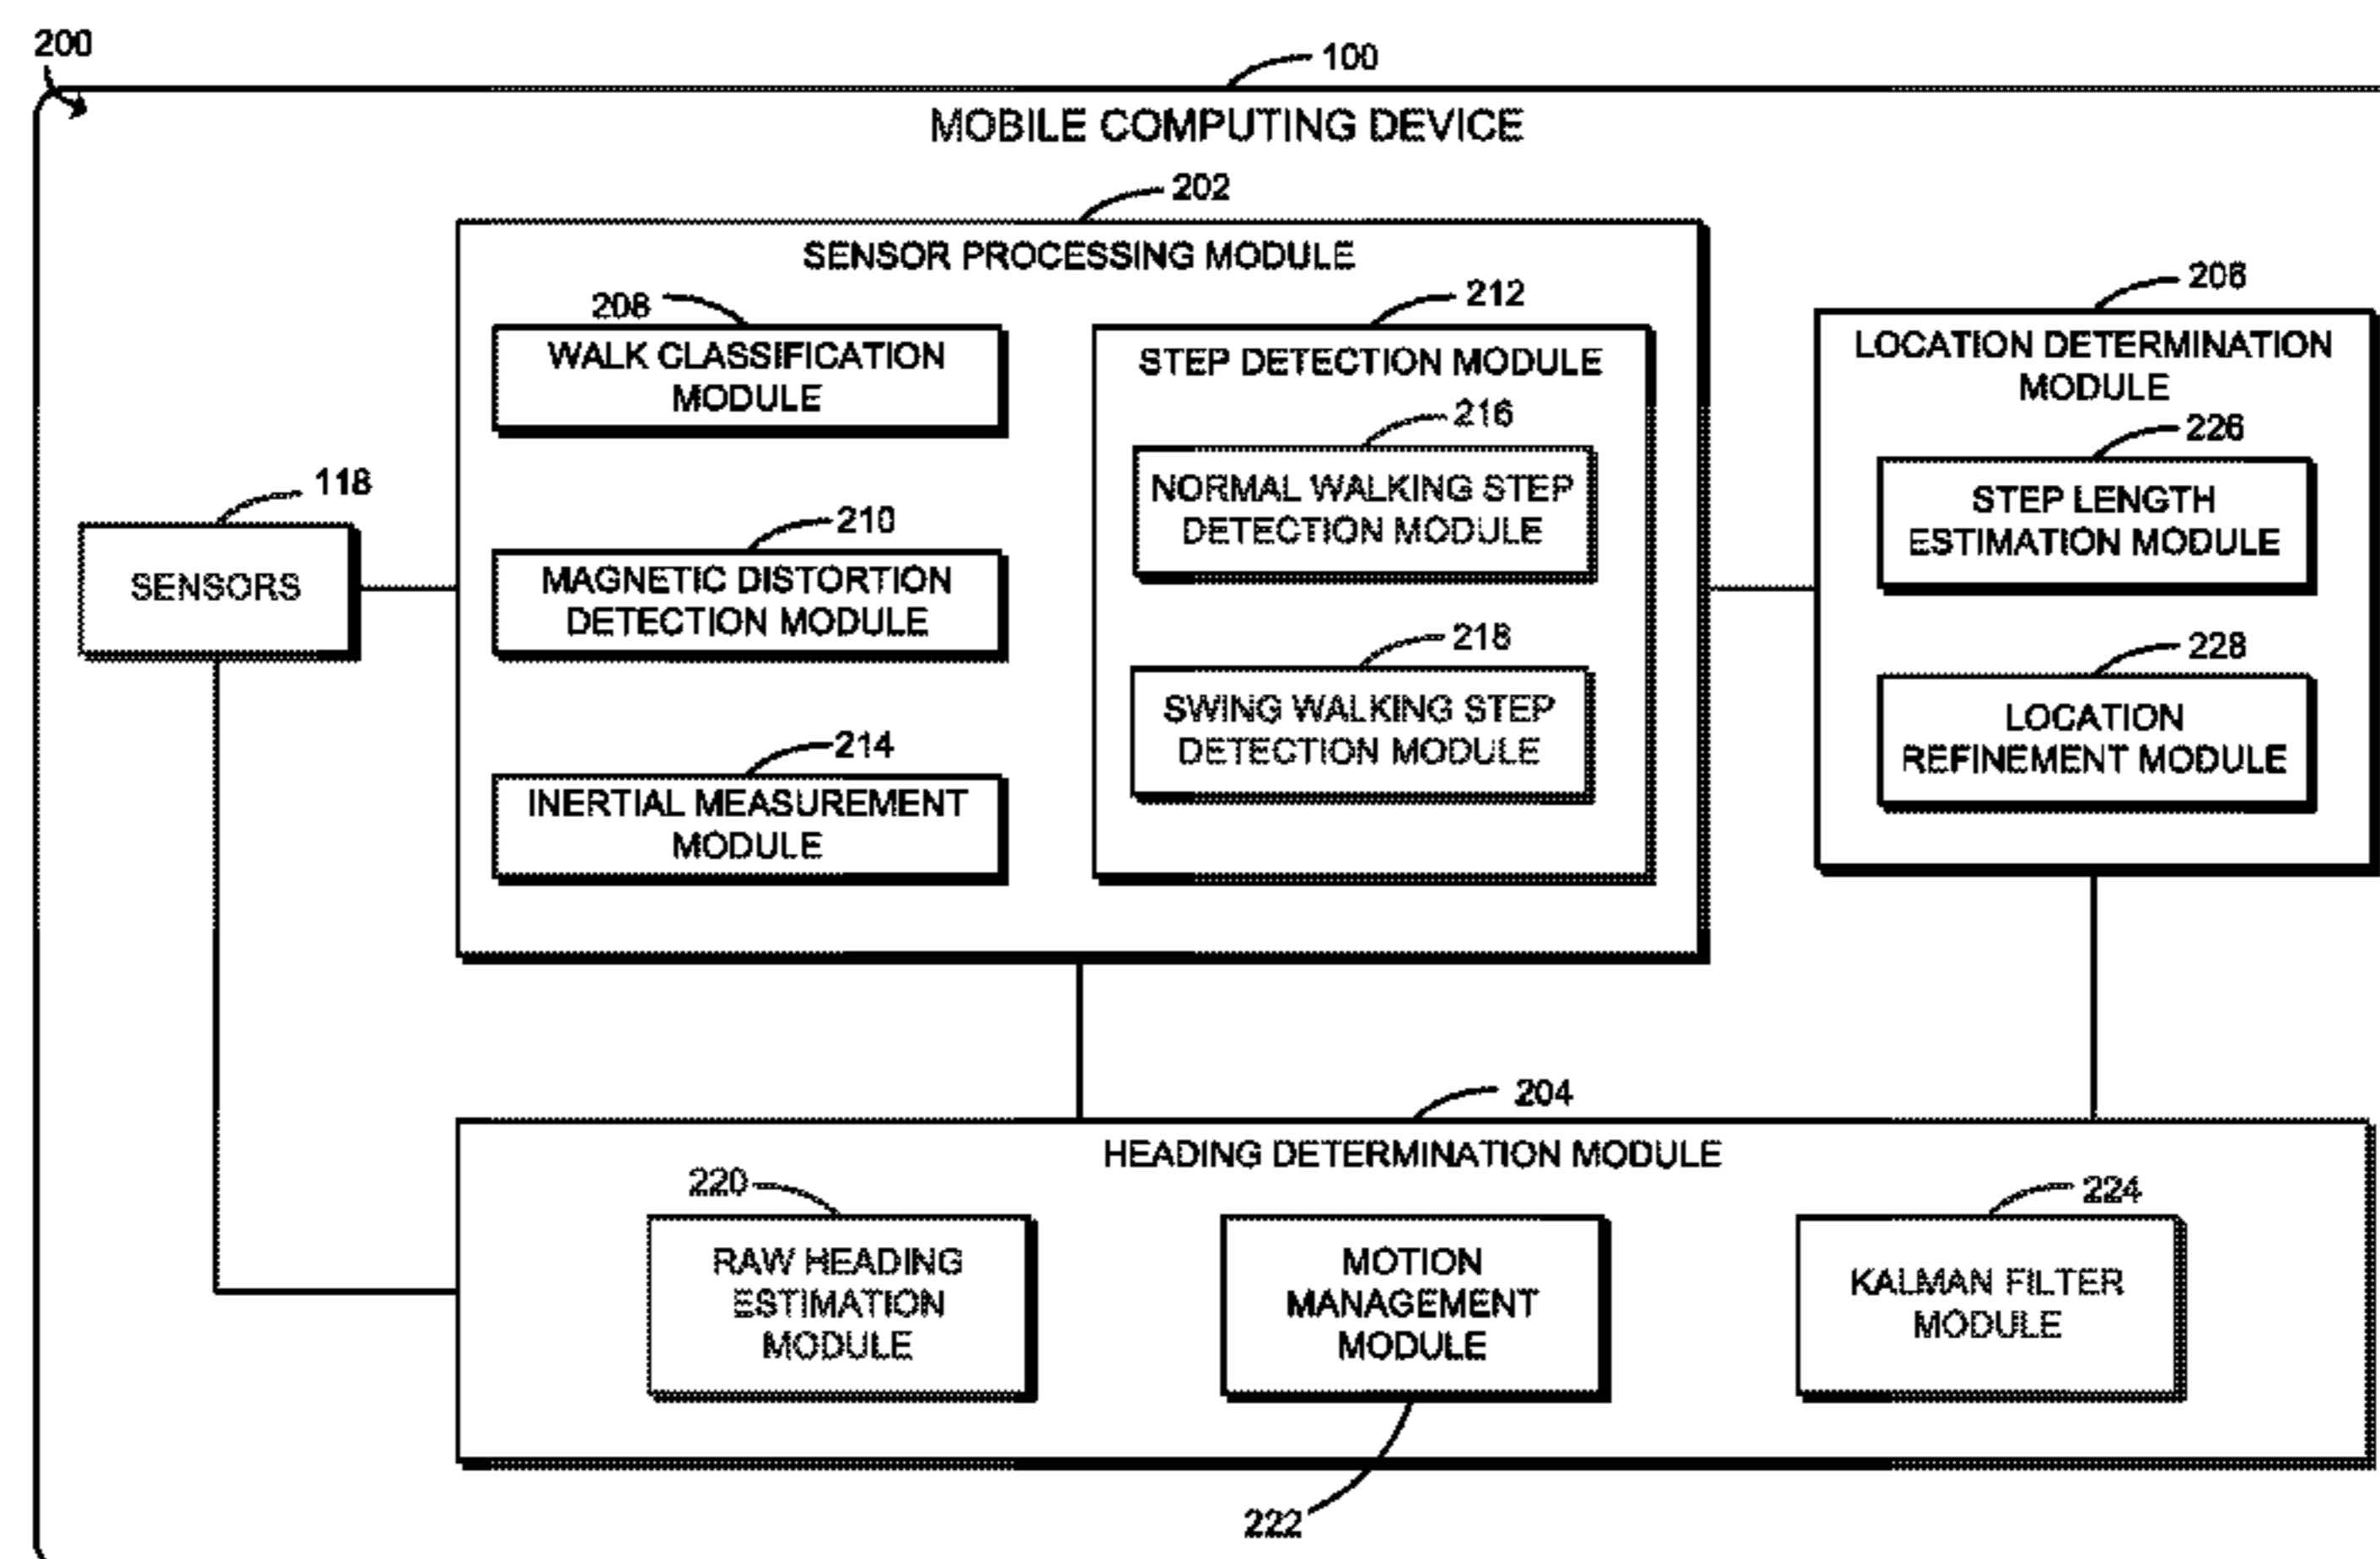 200
100
MOBILE COMPUTING DEVICE
202
SENSOR PROCESSING MODULE
208
WALK CLASSIFICATION
MODULE
212
STEP DETECTION MODULE
206
LOCATION DETERMINATION
MODULE
216
NORMAL WALKING STEP
DETECTION MODULE
226
STEP LENGTH
ESTIMATION MODULE
118
SENSORS
210
MAGNETIC DISTORTION
DETECTION MODULE
218
SWING WALKING STEP
DETECTION MODULE
228
LOCATION
REFINEMENT MODULE
214
INERTIAL MEASUREMENT
MODULE
204
HEADING DETERMINATION MODULE
220
RAW HEADING
ESTIMATION
MODULE
MOTION
MANAGEMENT
MODULE
222
224
KALMAN FILTER
MODULE